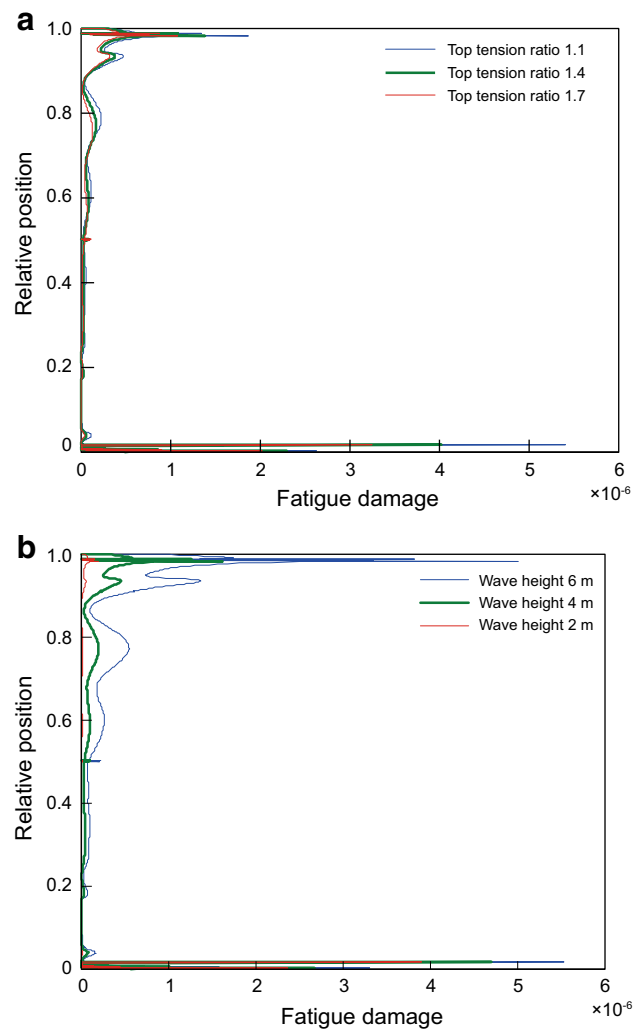 a
1.0
0.8
0.6
0.4
0.2
0
Relative position
Top tension ratio 1.1
Top tension ratio 1.4
Top tension ratio 1.7
0 1 2 3 4 5 6
Fatigue damage
×10-6
b
1.0
0.8
0.6
0.4
0.2
0
Relative position
Wave height 6 m
Wave height 4 m
Wave height 2 m
0 1 2 3 4 5 6
Fatigue damage
×10-6